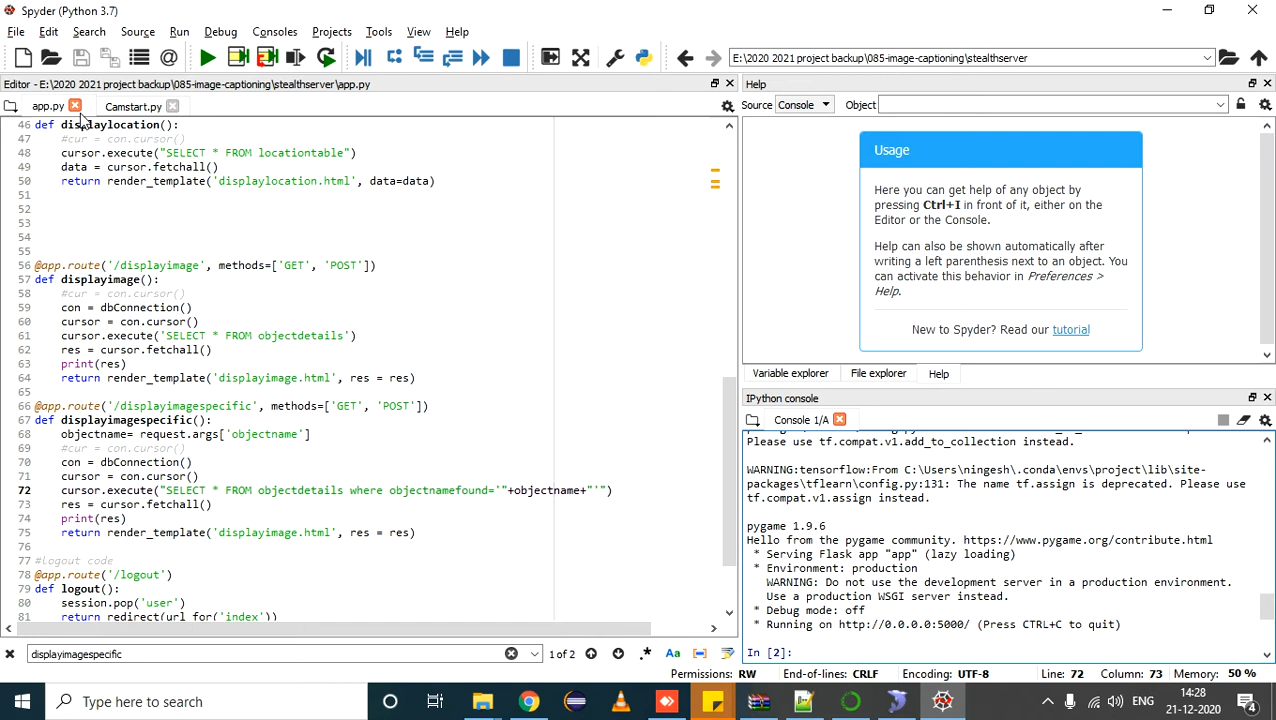 Spyder (Python 3.7)
File Edit Search Source Run Debug Consoles Projects Tools View Help
E:\2020 2021 project backup\085-image-captioning\stealthserver
Editor - E:\2020 2021 project backup\085-image-captioning\stealthserver\app.py
app.py Camstart.py
46 def displaylocation():
47 #cur = con.cursor()
48 cursor.execute("SELECT * FROM locationtable")
49 data = cursor.fetchall()
50 return render_template('displaylocation.html', data=data)
51
52
53
54
55
56 @app.route('/displayimage', methods=['GET', 'POST'])
57 def displayimage():
58 #cur = con.cursor()
59 con = dbConnection()
60 cursor = con.cursor()
61 cursor.execute('SELECT * FROM objectdetails')
62 res = cursor.fetchall()
63 print(res)
64 return render_template('displayimage.html', res = res)
65
66 @app.route('/displayimagespecific', methods=['GET', 'POST'])
67 def displayimagespecific():
68 objectname= request.args['objectname']
69 #cur = con.cursor()
70 con = dbConnection()
71 cursor = con.cursor()
72 cursor.execute("SELECT * FROM objectdetails where objectnamefound='"+objectname+"'")
73 res = cursor.fetchall()
74 print(res)
75 return render_template('displayimage.html', res = res)
76
77 #logout code
78 @app.route('/logout')
79 def logout():
80 session.pop('user')
81 return redirect(url_for('index'))
displayimagespecific 1 of 2 .* Aa
Help
Source Console Object
Usage
Here you can get help of any object by
pressing Ctrl+I in front of it, either on the
Editor or the Console.
Help can also be shown automatically after
writing a left parenthesis next to an object. You
can activate this behavior in Preferences >
Help.
New to Spyder? Read our tutorial
Variable explorer File explorer Help
IPython console
Console 1/A
Please use tf.compat.v1.add_to_collection instead.
WARNING:tensorflow:From C:\Users\ningesh\.conda\envs\project\lib\site-
packages\tflearn\config.py:131: The name tf.assign is deprecated. Please use
tf.compat.v1.assign instead.
pygame 1.9.6
Hello from the pygame community. https://www.pygame.org/contribute.html
* Serving Flask app "app" (lazy loading)
* Environment: production
WARNING: Do not use the development server in a production environment.
Use a production WSGI server instead.
* Debug mode: off
* Running on http://0.0.0.0:5000/ (Press CTRL+C to quit)
In [2]:
Permissions: RW End-of-lines: CRLF Encoding: UTF-8 Line: 72 Column: 73 Memory: 50 %
Type here to search
ENG
14:28
21-12-2020
4